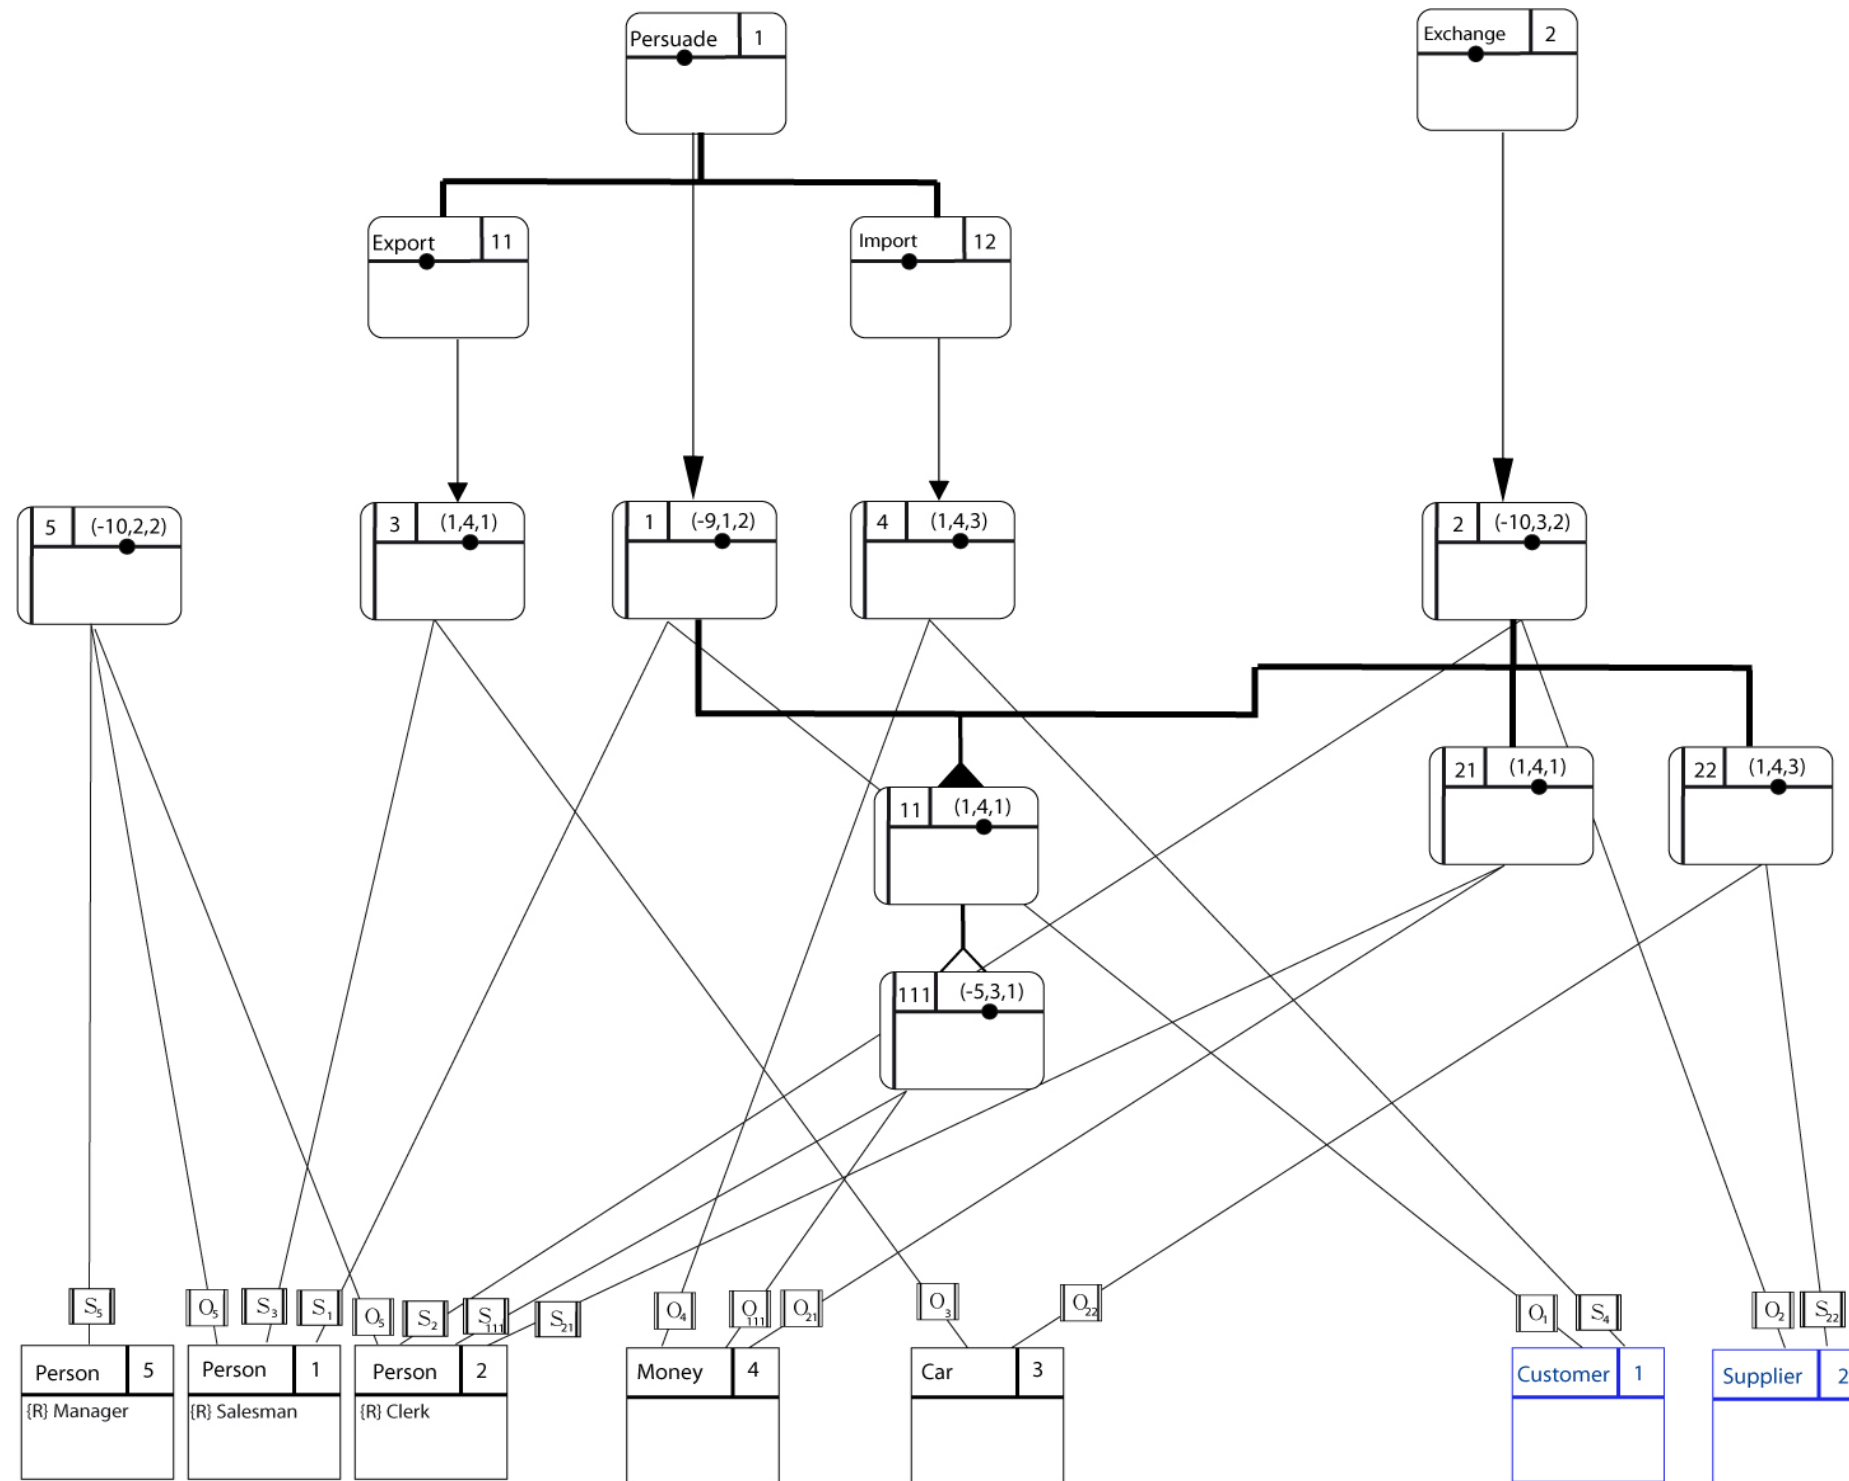 Persuade 1
Exchange 2
Export 11
Import 12
5 (-10,2,2)
3 (1,4,1)
1 (-9,1,2)
4 (1,4,3)
2 (-10,3,2)
21 (1,4,1)
22 (1,4,3)
11 (1,4,1)
111 (-5,3,1)
S5
O5
S3
S1
O5
S2
S111
S21
O4
O111
O21
O3
O22
O1
S4
O2
S22
Person 5
{R} Manager
Person 1
{R} Salesman
Person 2
{R} Clerk
Money 4
Car 3
Customer 1
Supplier 2